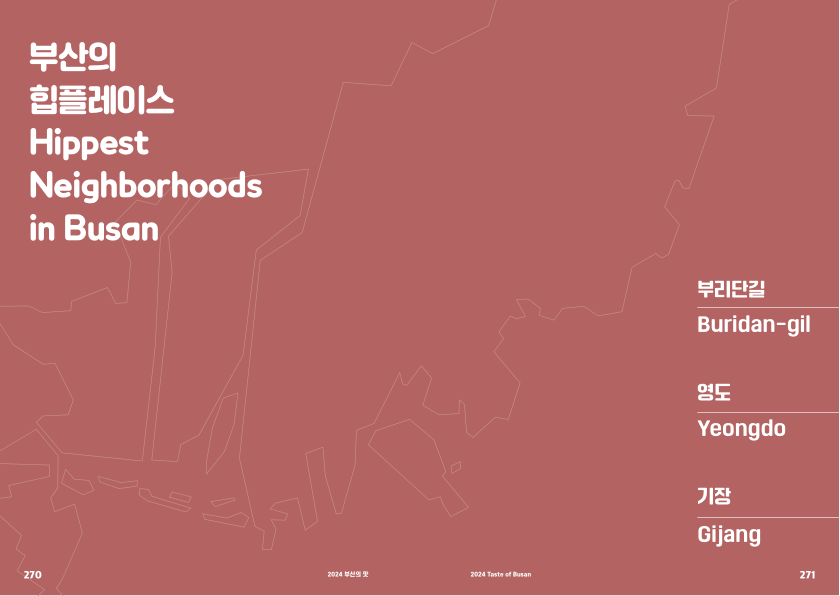 부산의
힙플레이스
Hippest
Neighborhoods
in Busan
부리단길
Buridan-gil
영도
Yeongdo
기장
Gijang
270
2024 부산의 맛
2024 Taste of Busan
271